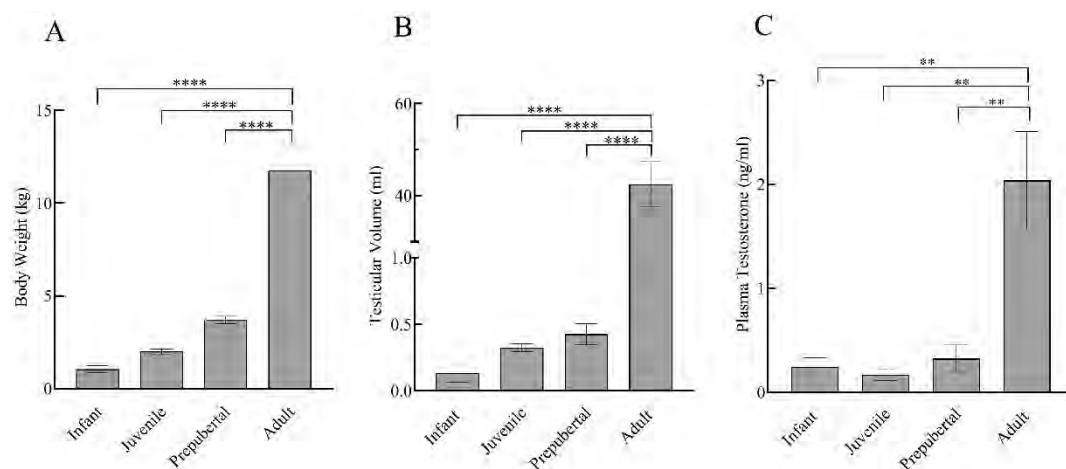 A
Body Weight (kg)
15
10
5
0
****
****
****
Infant
Juvenile
Prepubertal
Adult
B
Testicular Volume (ml)
60
40
1.0
0.5
0.0
****
****
****
Infant
Juvenile
Prepubertal
Adult
C
Plasma Testosterone (ng/ml)
3
2
1
0
**
**
**
Infant
Juvenile
Prepubertal
Adult